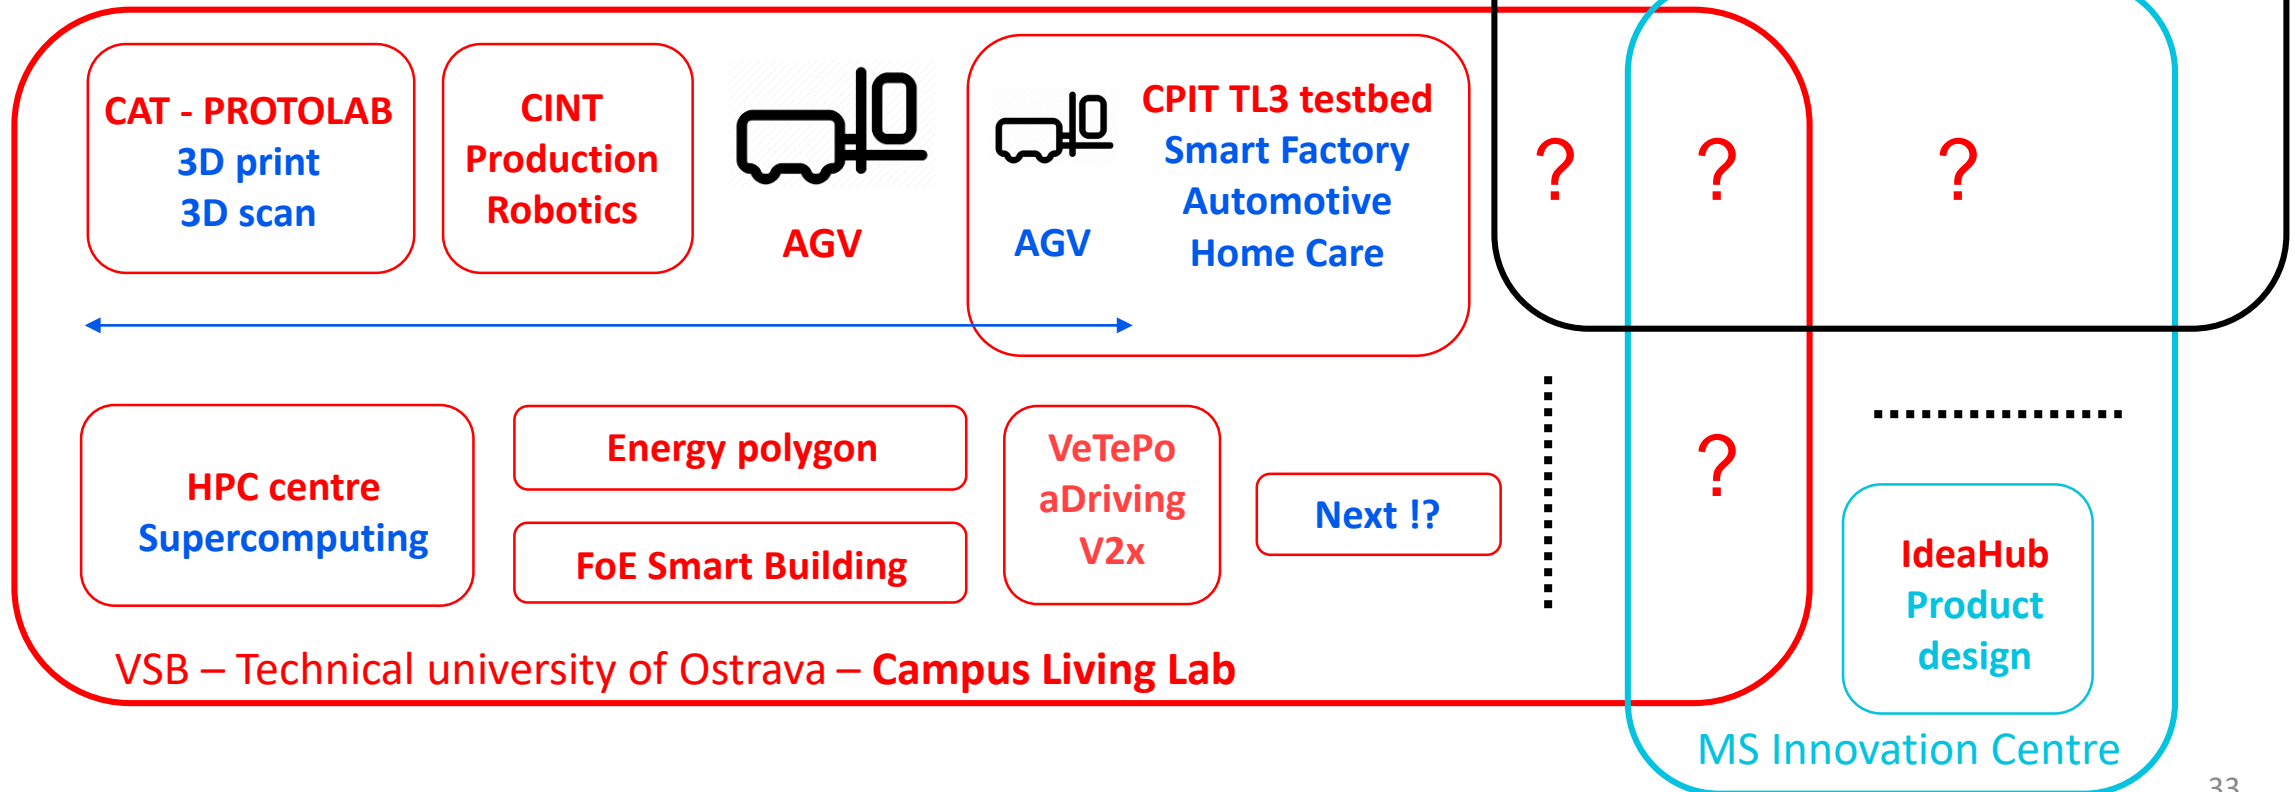 CAT - PROTOLAB
3D print
3D scan
CINT
Production
Robotics
AGV
AGV
CPIT TL3 testbed
Smart Factory
Automotive
Home Care
?
?
?
HPC centre
Supercomputing
Energy polygon
FoE Smart Building
VeTePo
aDriving
V2x
Next !?
?
IdeaHub
Product
design
VSB – Technical university of Ostrava – Campus Living Lab
MS Innovation Centre
33